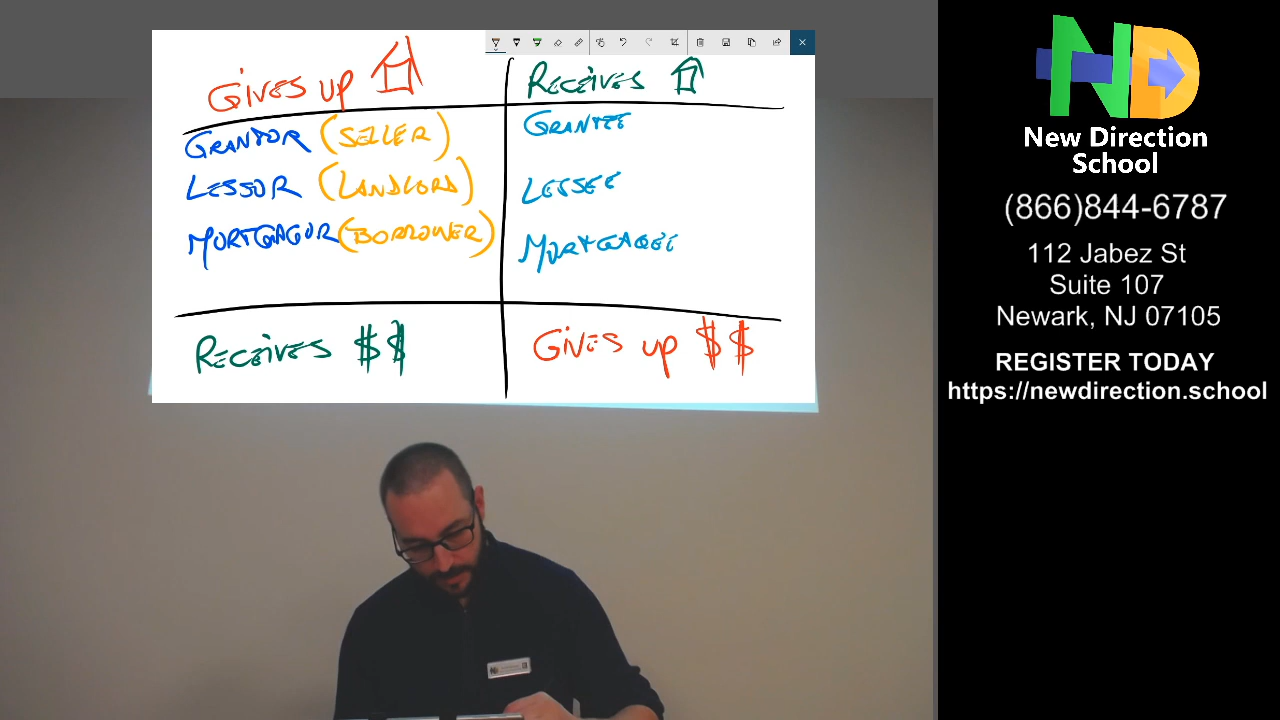 Gives up
Receives
Grantor (Seller)
Grantee
Lessor (Landlord)
Lessee
Mortgagor (Borrower)
Mortgagee
Receives $$
Gives up $$
ND
New Direction
School
(866)844-6787
112 Jabez St
Suite 107
Newark, NJ 07105
REGISTER TODAY
https://newdirection.school